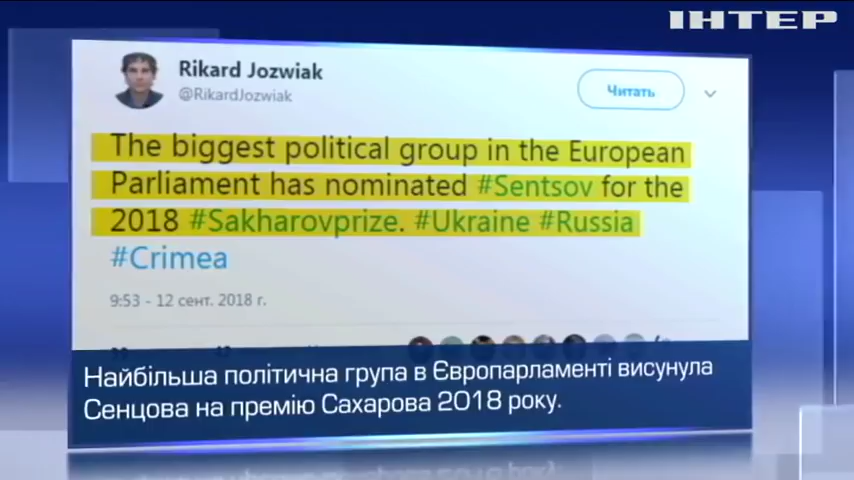 ІНТЕР
Rikard Jozwiak
@RikardJozwiak
Читать
The biggest political group in the European
Parliament has nominated #Sentsov for the
2018 #Sakharovprize. #Ukraine #Russia
#Crimea
9:53 - 12 сент. 2018 г.
Найбільша політична група в Європарламенті висунула
Сенцова на премію Сахарова 2018 року.